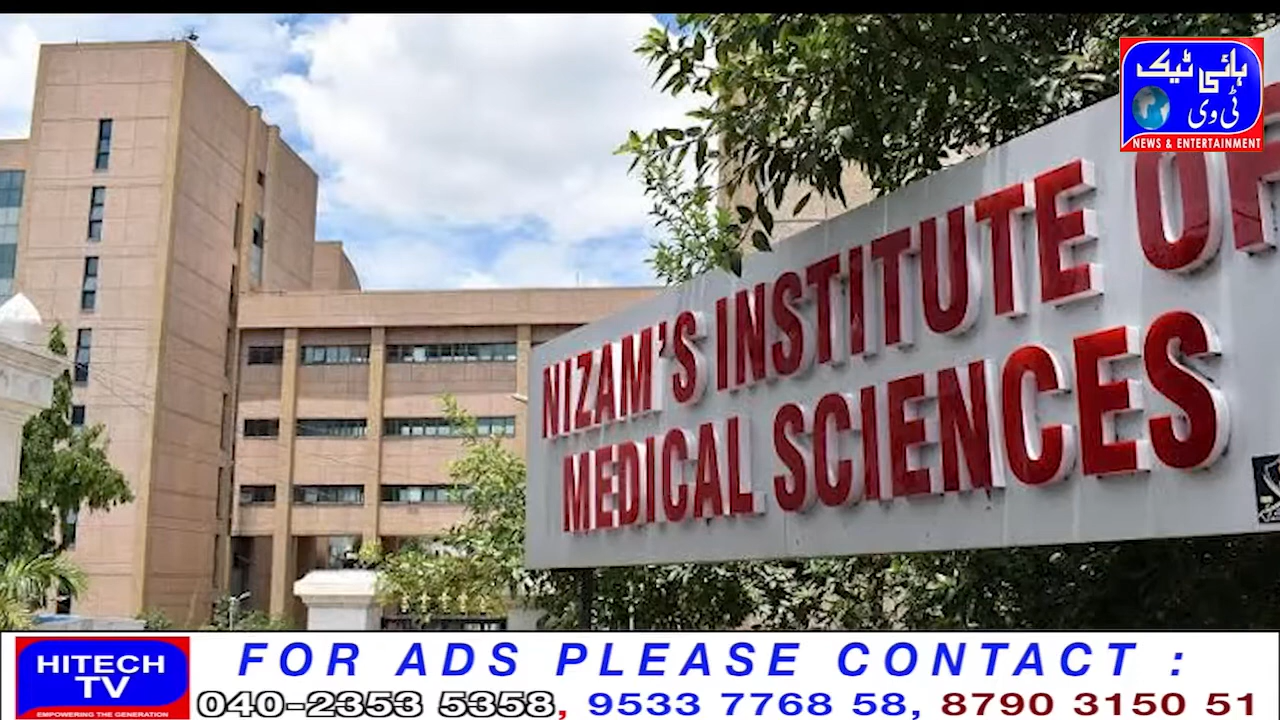 ہائی ٹیک
ٹی وی
NEWS & ENTERTAINMENT
NIZAM'S INSTITUTE OF
MEDICAL SCIENCES
HITECH
TV
EMPOWERING THE GENERATION
FOR ADS PLEASE CONTACT :
040-2353 5358, 9533 7768 58, 8790 3150 51